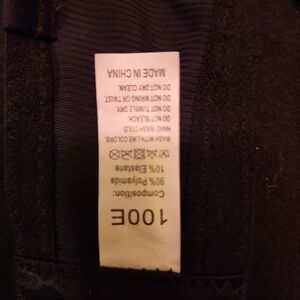 100E
Composition:
90% Polyamide
10% Elastane
WASH WITH LIKE COLORS.
HAND WASH COLD.
DO NOT BLEACH.
DO NOT TUMBLE DRY.
DO NOT WRING OR TWIST.
DO NOT DRY CLEAN.
MADE IN CHINA